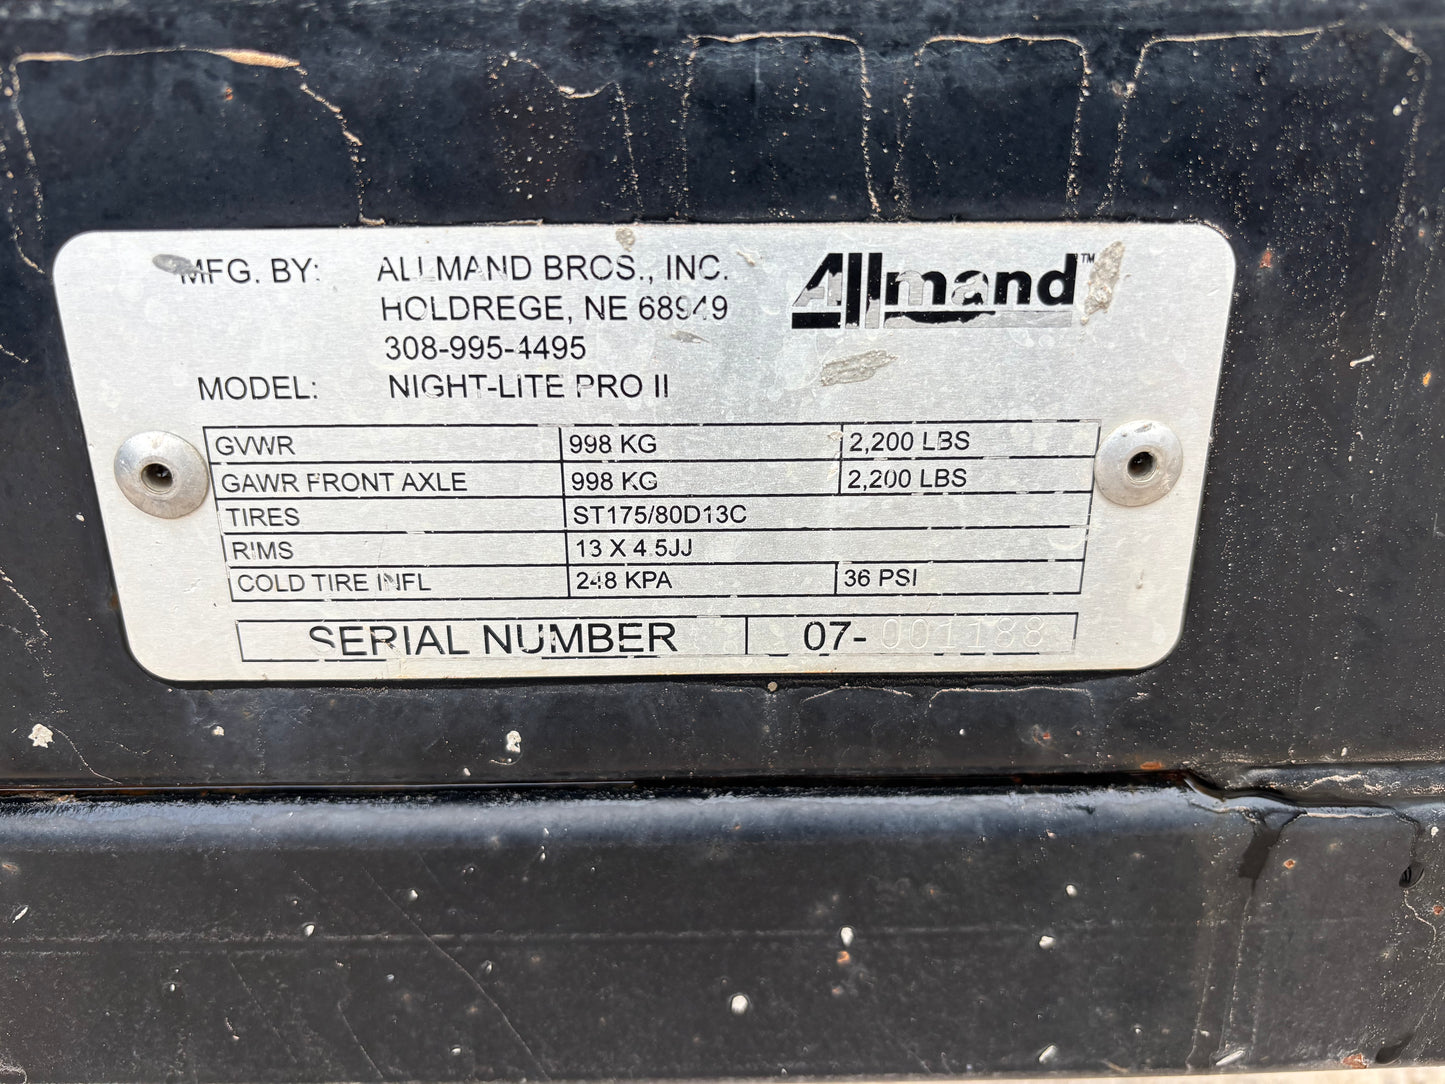 MFG. BY: ALLMAND BROS., INC.
HOLDREGE, NE 68949
308-995-4495
Allmand™
MODEL: NIGHT-LITE PRO II
GVWR 998 KG 2,200 LBS
GAWR FRONT AXLE 998 KG 2,200 LBS
TIRES ST175/80D13C
RIMS 13 X 4.5JJ
COLD TIRE INFL 248 KPA 36 PSI
SERIAL NUMBER 07-001188